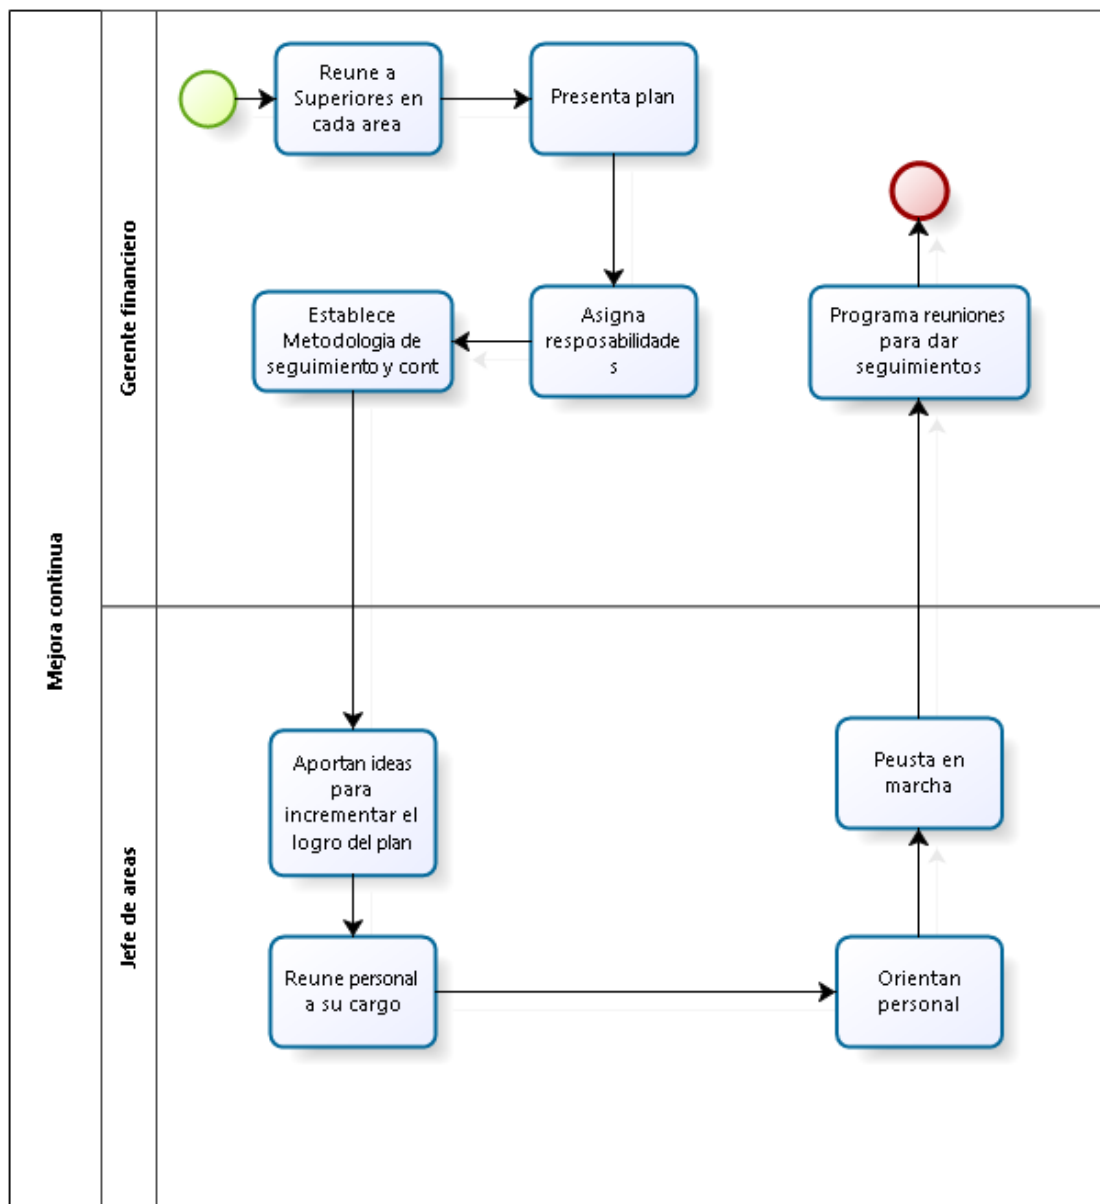 Mejora continua
Gerente financiero
Reune a
Superiores en
cada area
Presenta plan
Asigna
resposabilidade
s
Establece
Metodologia de
seguimiento y cont
Programa reuniones
para dar
seguimientos
Jefe de areas
Aportan ideas
para
incrementar el
logro del plan
Reune personal
a su cargo
Orientan
personal
Peusta en
marcha